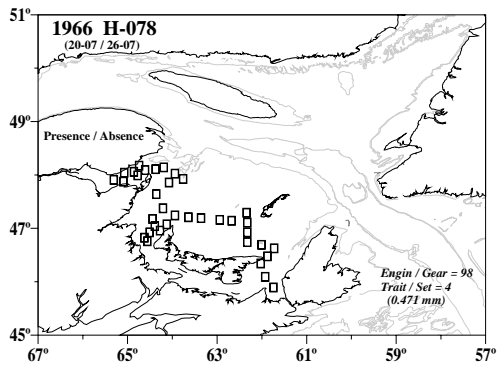 51º
1966 H-078
(20-07 / 26-07)
49º
Presence / Absence
47º
Engin / Gear = 98
Trait / Set = 4
(0.471 mm)
45º
67º 65º 63º 61º 59º 57º